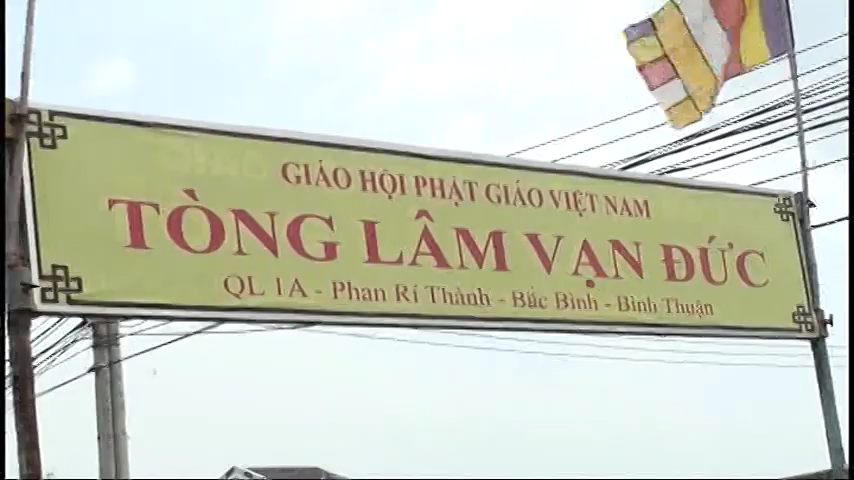 GIÁO HỘI PHẬT GIÁO VIỆT NAM
TÒNG LÂM VẠN ĐỨC
QL 1A - Phan Rí Thành - Bắc Bình - Bình Thuận